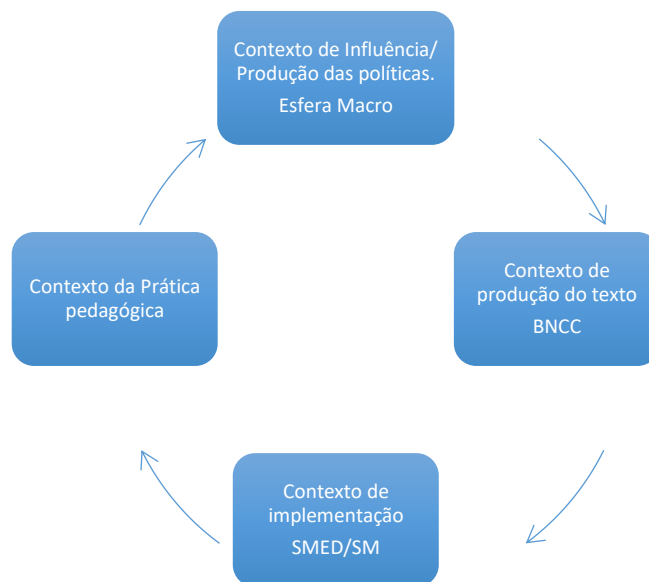 Contexto de Influência/
Produção das políticas.
Esfera Macro
Contexto de
produção do texto
BNCC
Contexto de
implementação
SMED/SM
Contexto da Prática
pedagógica